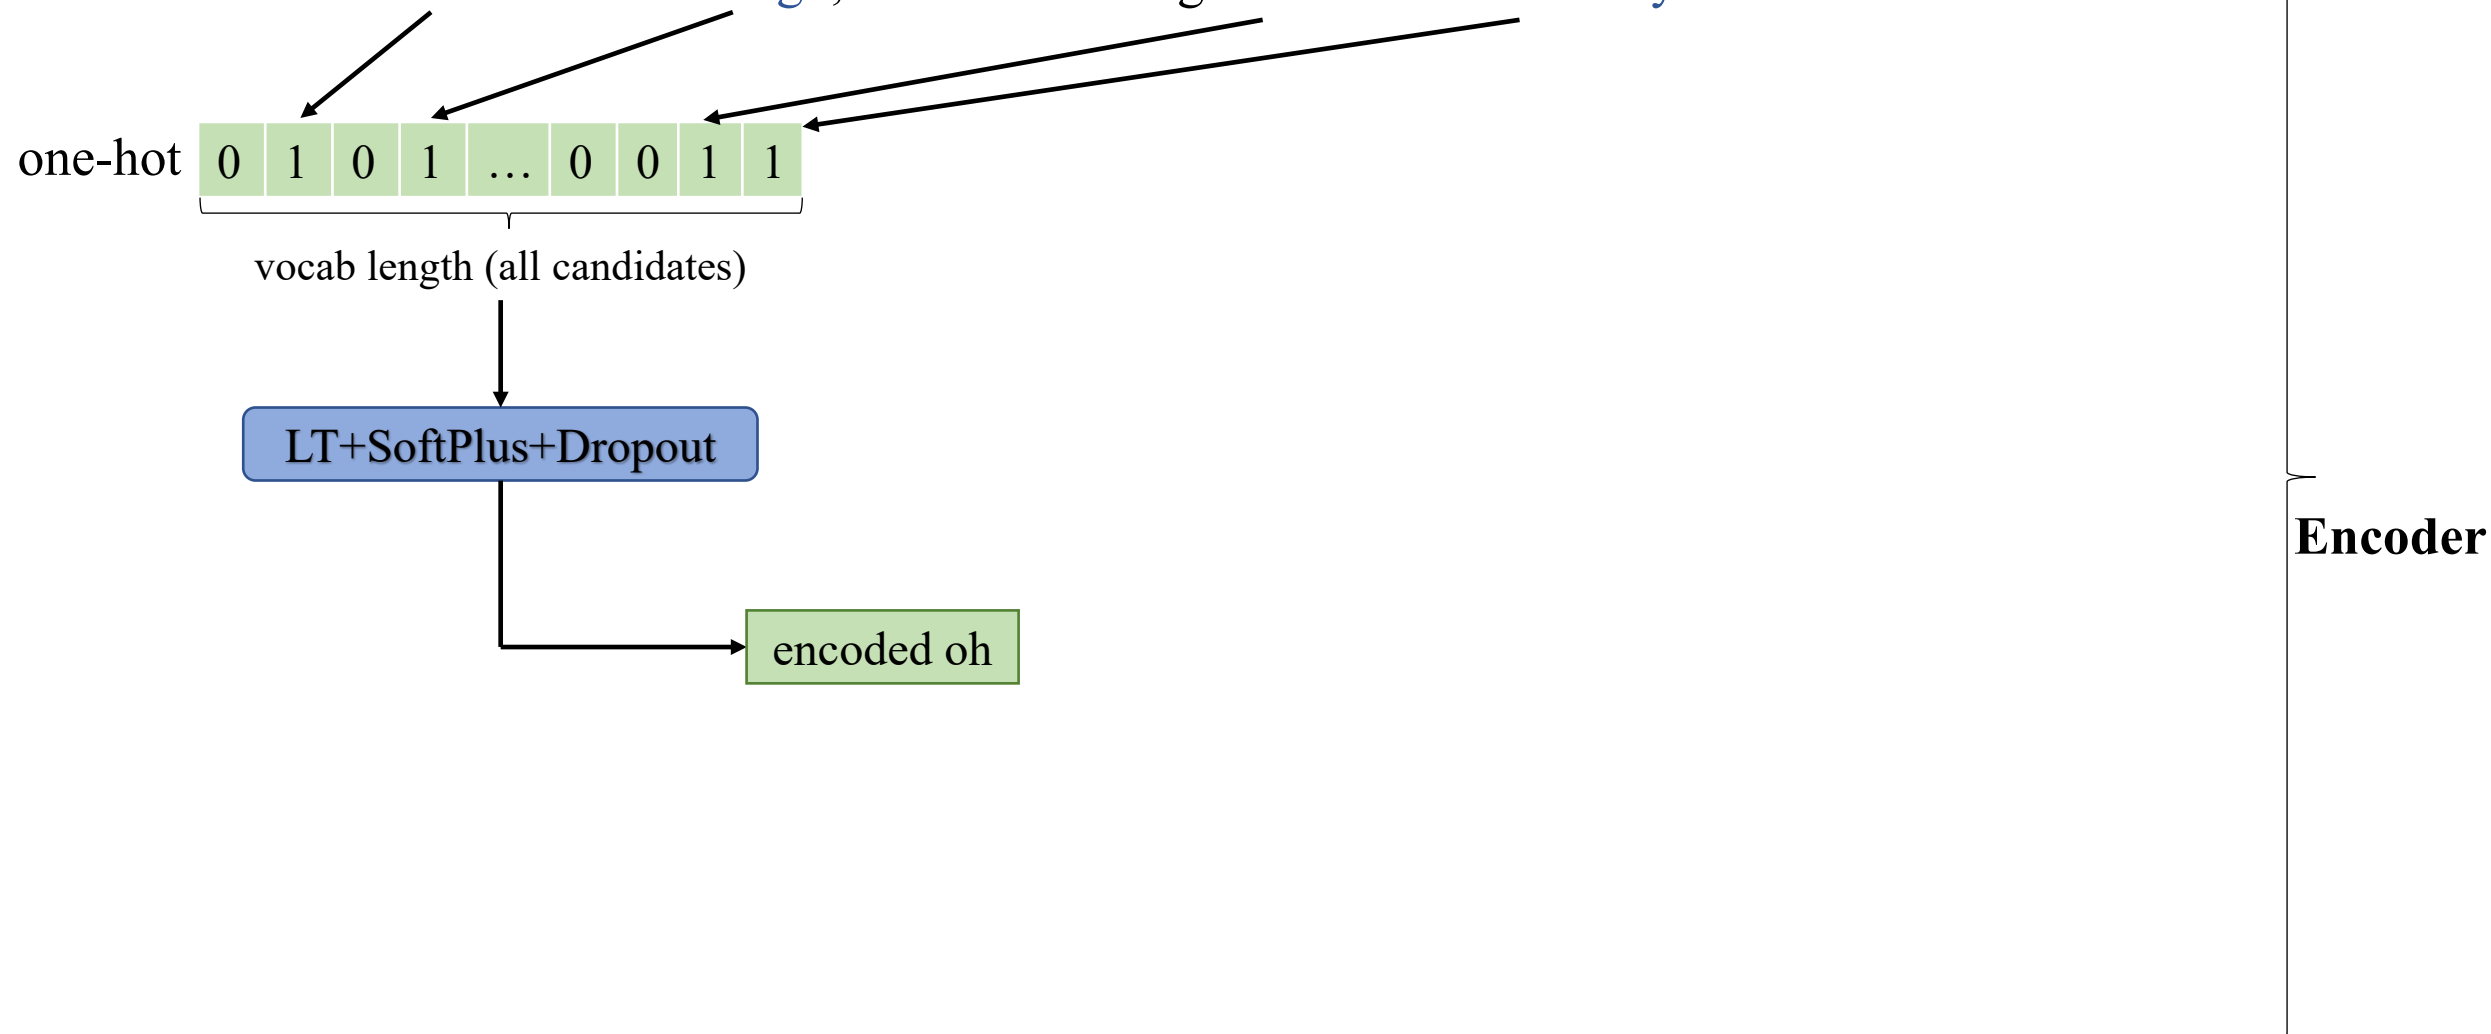 one-hot 0 1 0 1 … 0 0 1 1
vocab length (all candidates)
LT+SoftPlus+Dropout
Encoder
encoded oh